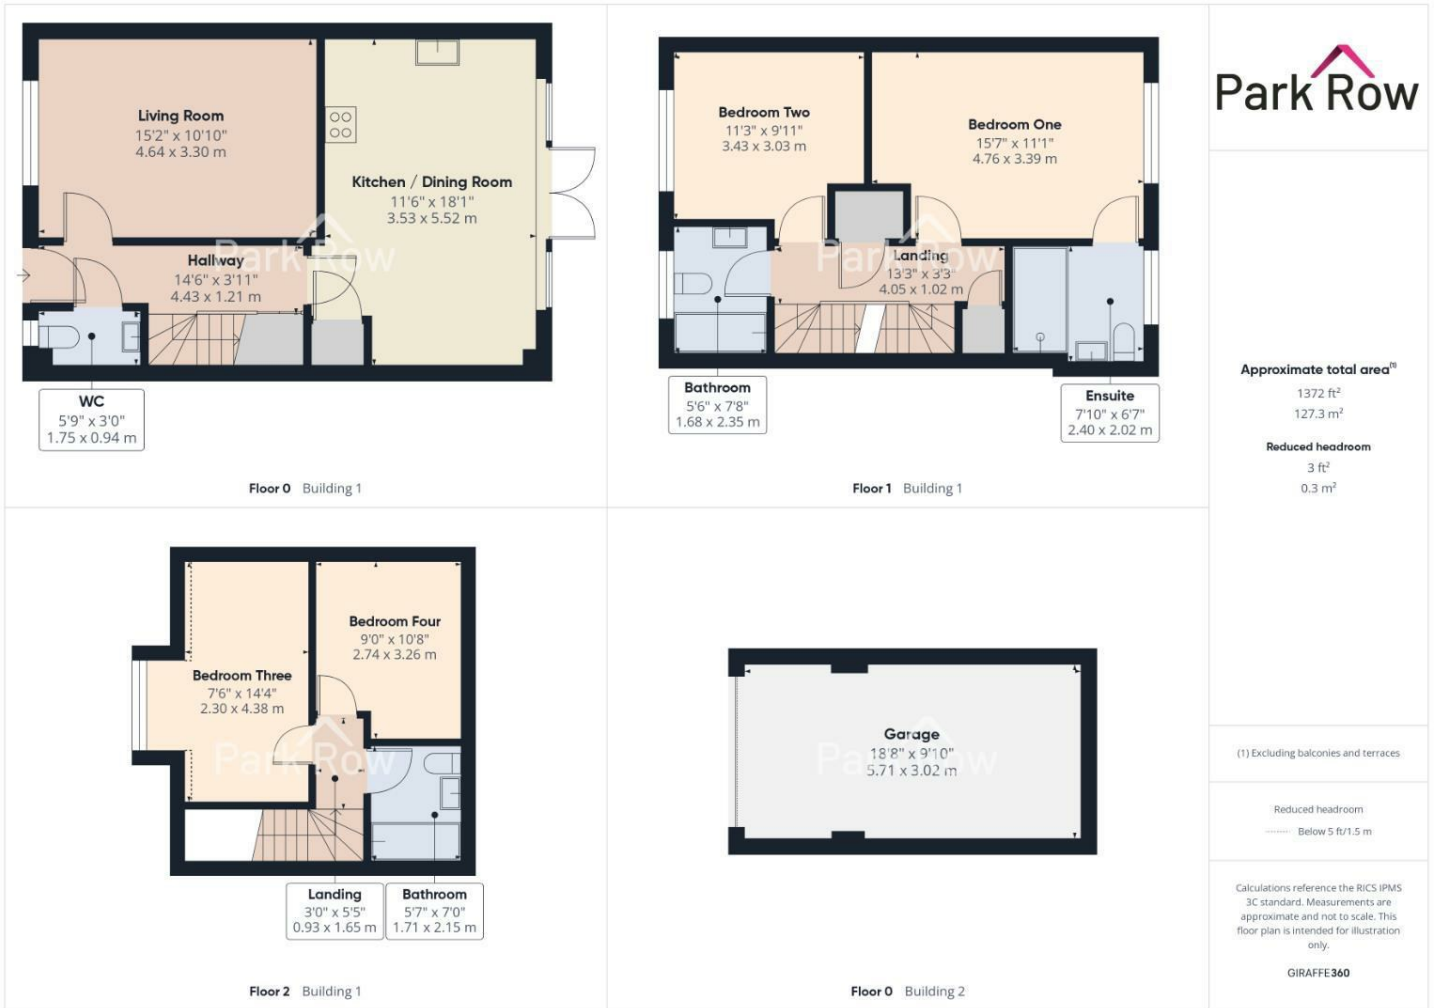 Living Room
15'2" x 10'10"
4.64 x 3.30 m
Kitchen / Dining Room
11'6" x 18'1"
3.53 x 5.52 m
Park Row
Hallway
14'6" x 3'11"
4.43 x 1.21 m
WC
5'9" x 3'0"
1.75 x 0.94 m
Floor 0 Building 1
Bedroom Two
11'3" x 9'11"
3.43 x 3.03 m
Bedroom One
15'7" x 11'1"
4.76 x 3.39 m
Park Row
Landing
13'3" x 3'3"
4.05 x 1.02 m
Bathroom
5'6" x 7'8"
1.68 x 2.35 m
Ensuite
7'10" x 6'7"
2.40 x 2.02 m
Floor 1 Building 1
Bedroom Four
9'0" x 10'8"
2.74 x 3.26 m
Bedroom Three
7'6" x 14'4"
2.30 x 4.38 m
Park Row
Landing
3'0" x 5'5"
0.93 x 1.65 m
Bathroom
5'7" x 7'0"
1.71 x 2.15 m
Floor 2 Building 1
Garage
18'8" x 9'10"
5.71 x 3.02 m
Park Row
Floor 0 Building 2
Park Row
Approximate total area(1)
1372 ft²
127.3 m²
Reduced headroom
3 ft²
0.3 m²
(1) Excluding balconies and terraces
Reduced headroom
Below 5 ft/1.5 m
Calculations reference the RICS IPMS
3C standard. Measurements are
approximate and not to scale. This
floor plan is intended for illustration
only.
GIRAFFE360